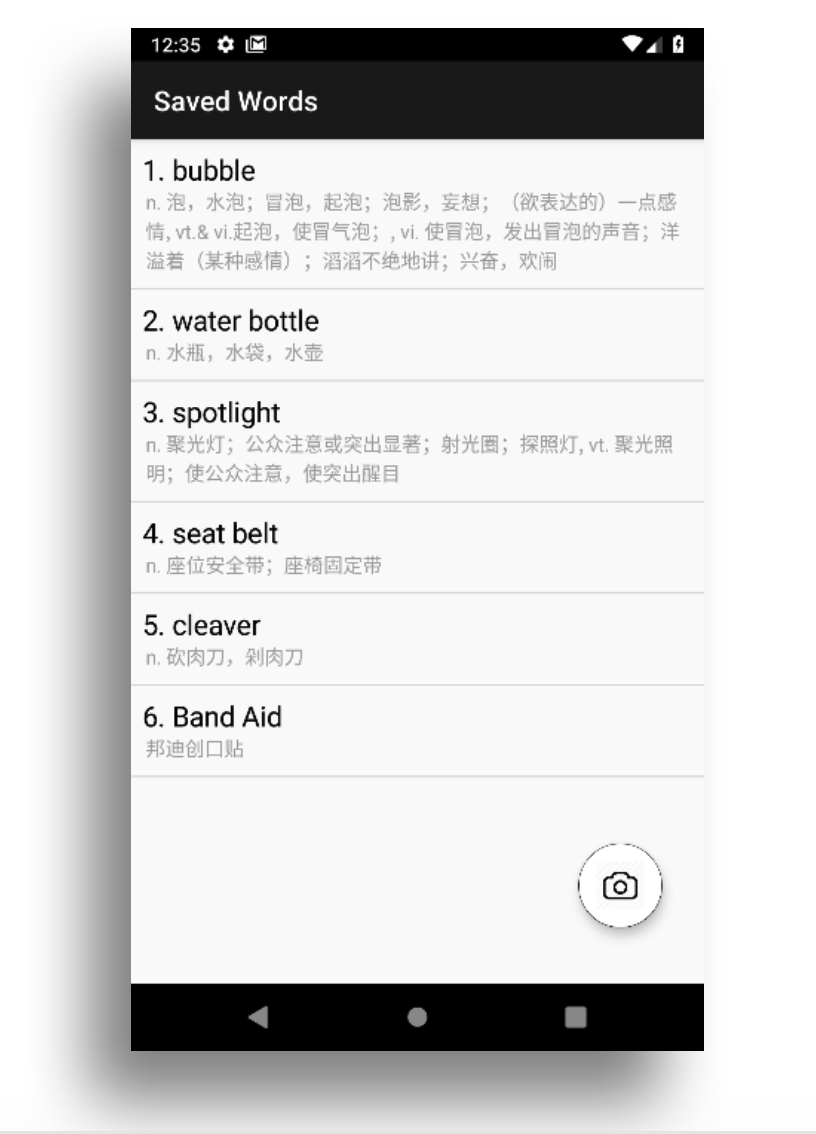 12:35
Saved Words
1. bubble
n. 泡，水泡；冒泡，起泡；泡影，妄想；（欲表达的）一点感
情, vt.& vi.起泡，使冒气泡；, vi. 使冒泡，发出冒泡的声音；洋
溢着（某种感情）；滔滔不绝地讲；兴奋，欢闹
2. water bottle
n. 水瓶，水袋，水壶
3. spotlight
n. 聚光灯；公众注意或突出显著；射光圈；探照灯, vt. 聚光照
明；使公众注意，使突出醒目
4. seat belt
n. 座位安全带；座椅固定带
5. cleaver
n. 砍肉刀，剁肉刀
6. Band Aid
邦迪创口贴